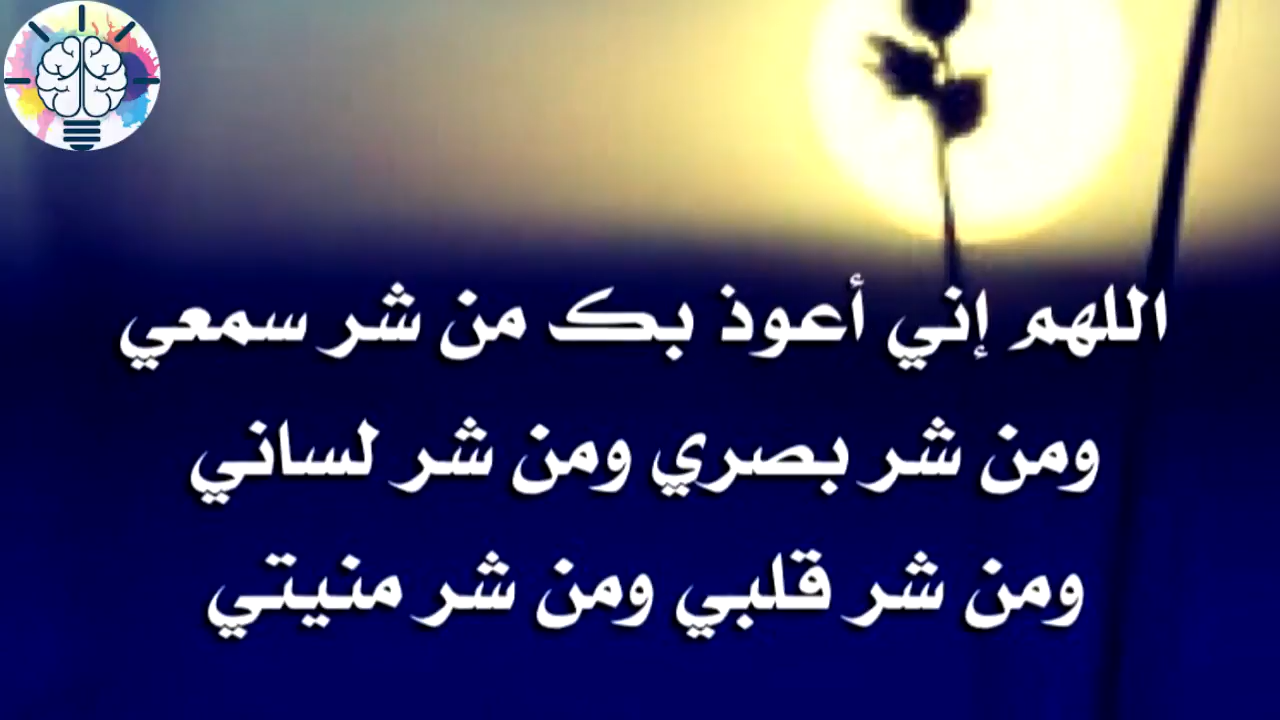 اللهم إني أعوذ بك من شر سمعي
ومن شر بصري ومن شر لساني
ومن شر قلبي ومن شر منيتي